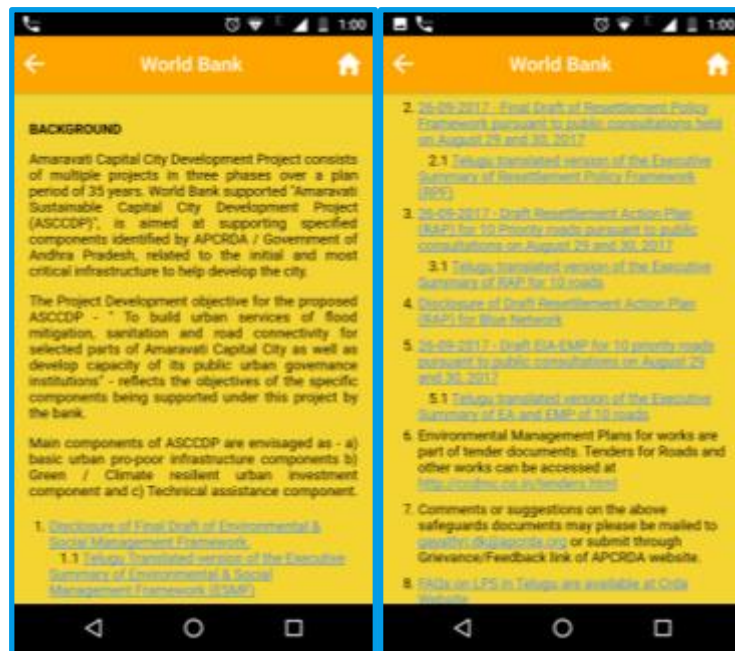 1:00
World Bank
BACKGROUND
Amaravati Capital City Development Project consists
of multiple projects in three phases over a plan
period of 35 years. World Bank supported "Amaravati
Sustainable Capital City Development Project
(ASCCDP)", is aimed at supporting specified
components identified by APCRDA / Government of
Andhra Pradesh, related to the initial and most
critical infrastructure to help develop the city.
The Project Development objective for the proposed
ASCCDP - " To build urban services of flood
mitigation, sanitation and road connectivity for
selected parts of Amaravati Capital City as well as
develop capacity of its public urban governance
institutions" - reflects the objectives of the specific
components being supported under this project by
the bank.
Main components of ASCCDP are envisaged as - a)
basic urban pro-poor infrastructure components b)
Green / Climate resilient urban investment
component and c) Technical assistance component.
1. Disclosure of Final Draft of Environmental &
Social Management Framework.
1.1 Telugu Translated version of the Executive
Summary of Environmental & Social
Management Framework (ESMF)
1:00
World Bank
2. 26-09-2017 - Final Draft of Resettlement Policy
Framework pursuant to public consultations held
on August 29 and 30, 2017
2.1 Telugu translated version of the Executive
Summary of Resettlement Policy Framework
(RPF)
3. 26-09-2017 - Draft Resettlement Action Plan
(RAP) for 10 Priority roads pursuant to public
consultations on August 29 and 30, 2017
3.1 Telugu translated version of the Executive
Summary of RAP for 10 roads
4. Disclosure of Draft Resettlement Action Plan
(RAP) for Blue Network
5. 26-09-2017 - Draft EIA-EMP for 10 priority roads
pursuant to public consultations on August 29
and 30, 2017
5.1 Telugu translated version of the Executive
Summary of EA and EMP of 10 roads
6. Environmental Management Plans for works are
part of tender documents. Tenders for Roads and
other works can be accessed at
7. Comments or suggestions on the above
safeguards documents may please be mailed to
or submit through
Grievance/Feedback link of APCRDA website.
8. FAQs on LPS in Telugu are available at Crda
Website